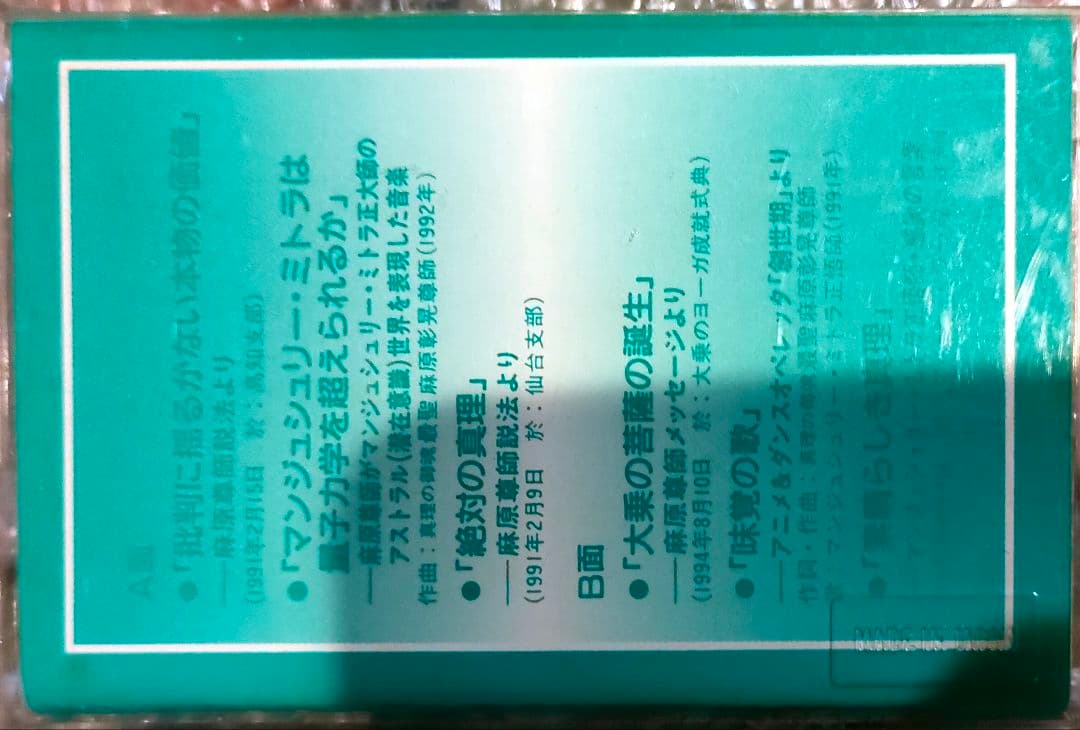 A面
●「批判に揺るがない本物の価値」
──麻原尊師説法より
(1991年2月15日 於:高知支部)
●「マンジュシュリー・ミトラは
量子力学を超えられるか」
──麻原尊師がマンジュシュリー・ミトラ正大師の
アストラル(潜在意識)世界を表現した音楽
作曲:真理の御魂 最聖 麻原彰晃尊師(1992年)
●「絶対の真理」
──麻原尊師説法より
(1991年2月9日 於:仙台支部)
B面
●「大乗の菩薩の誕生」
──麻原尊師メッセージより
(1994年8月10日 於:大乗のヨーガ成就式典)
●「味覚の歌」
──アニメ&ダンスオペレッタ「創世期」より
作詞・作曲:真理の御魂 最聖 麻原彰晃尊師
歌:マンジュシュリー・ミトラ正悟師(1991年)
●「素晴らしき真理」
MADE IN JAPAN